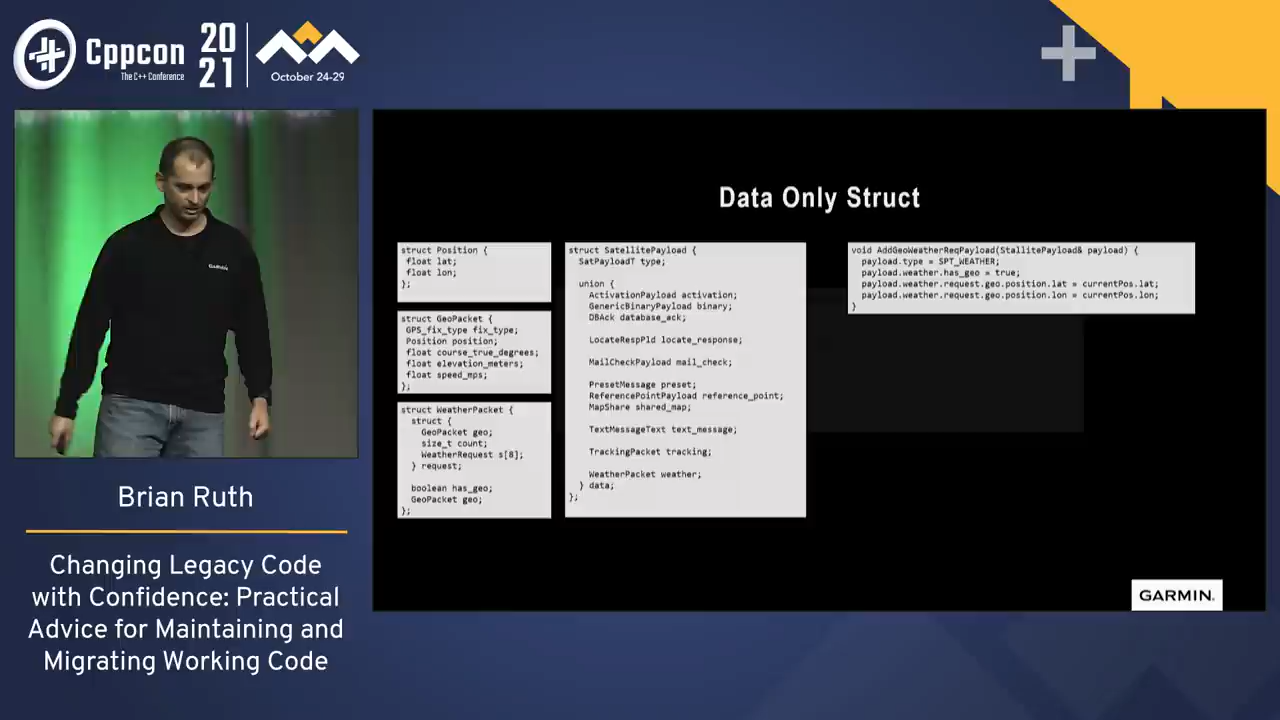 Cppcon
The C++ Conference
20
21
October 24-29
GARMIN
Brian Ruth
Changing Legacy Code
with Confidence: Practical
Advice for Maintaining and
Migrating Working Code
Data Only Struct
struct Position {
float lat;
float lon;
};
struct GeoPacket {
GPS_fix_type fix_type;
Position position;
float course_true_degrees;
float elevation_meters;
float speed_mps;
};
struct WeatherPacket {
struct {
GeoPacket geo;
size_t count;
WeatherRequest s[8];
} request;
boolean has_geo;
GeoPacket geo;
};
struct SatellitePayload {
SatPayloadT type;
union {
ActivationPayload activation;
GenericBinaryPayload binary;
DBAck database_ack;
LocateRespPld locate_response;
MailCheckPayload mail_check;
PresetMessage preset;
ReferencePointPayload reference_point;
MapShare shared_map;
TextMessageText text_message;
TrackingPacket tracking;
WeatherPacket weather;
} data;
};
void AddGeoWeatherReqPayload(StallitePayload& payload) {
payload.type = SPT_WEATHER;
payload.weather.has_geo = true;
payload.weather.request.geo.position.lat = currentPos.lat;
payload.weather.request.geo.position.lon = currentPos.lon;
}
GARMIN.